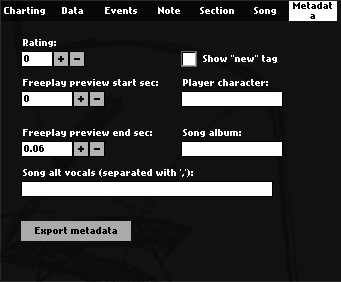 Charting Data Events Note Section Song Metadat
a
Rating:
0 + - Show "new" tag
Freeplay preview start sec: Player character:
0 + -
Freeplay preview end sec: Song album:
0.06 + -
Song alt vocals (separated with ','):
Export metadata